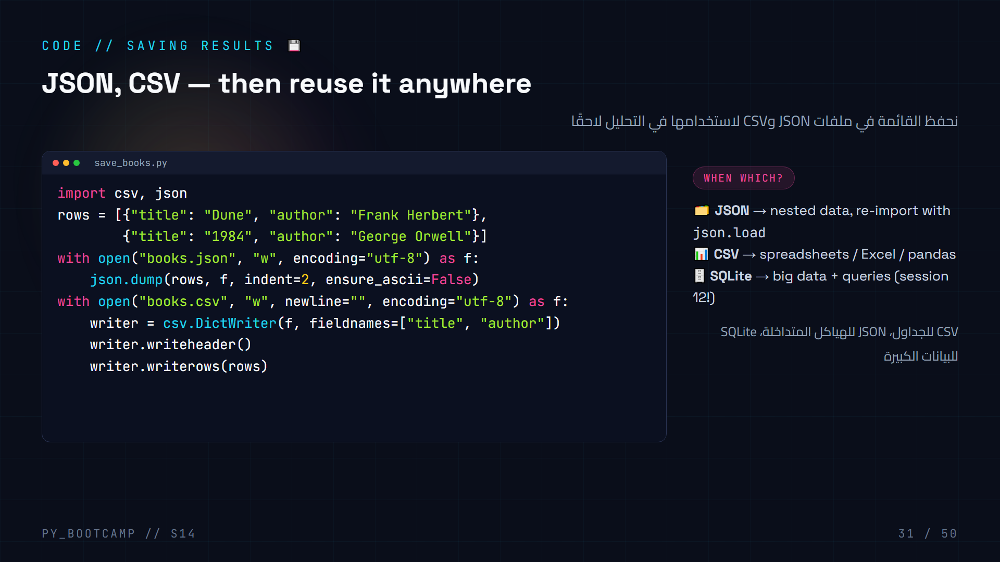 CODE // SAVING RESULTS 💾
JSON, CSV — then reuse it anywhere
نحفظ القائمة في ملفات JSON وCSV لاستخدامها في التحليل لاحقًا
save_books.py
import csv, json
rows = [{"title": "Dune", "author": "Frank Herbert"},
        {"title": "1984", "author": "George Orwell"}]
with open("books.json", "w", encoding="utf-8") as f:
    json.dump(rows, f, indent=2, ensure_ascii=False)
with open("books.csv", "w", newline="", encoding="utf-8") as f:
    writer = csv.DictWriter(f, fieldnames=["title", "author"])
    writer.writeheader()
    writer.writerows(rows)
WHEN WHICH?
🗂️ JSON → nested data, re-import with
json.load
📊 CSV → spreadsheets / Excel / pandas
🗄️ SQLite → big data + queries (session
12!)
CSV للجداول، JSON للهياكل المتداخلة، SQLite
للبيانات الكبيرة
PY_BOOTCAMP // S14
31 / 50